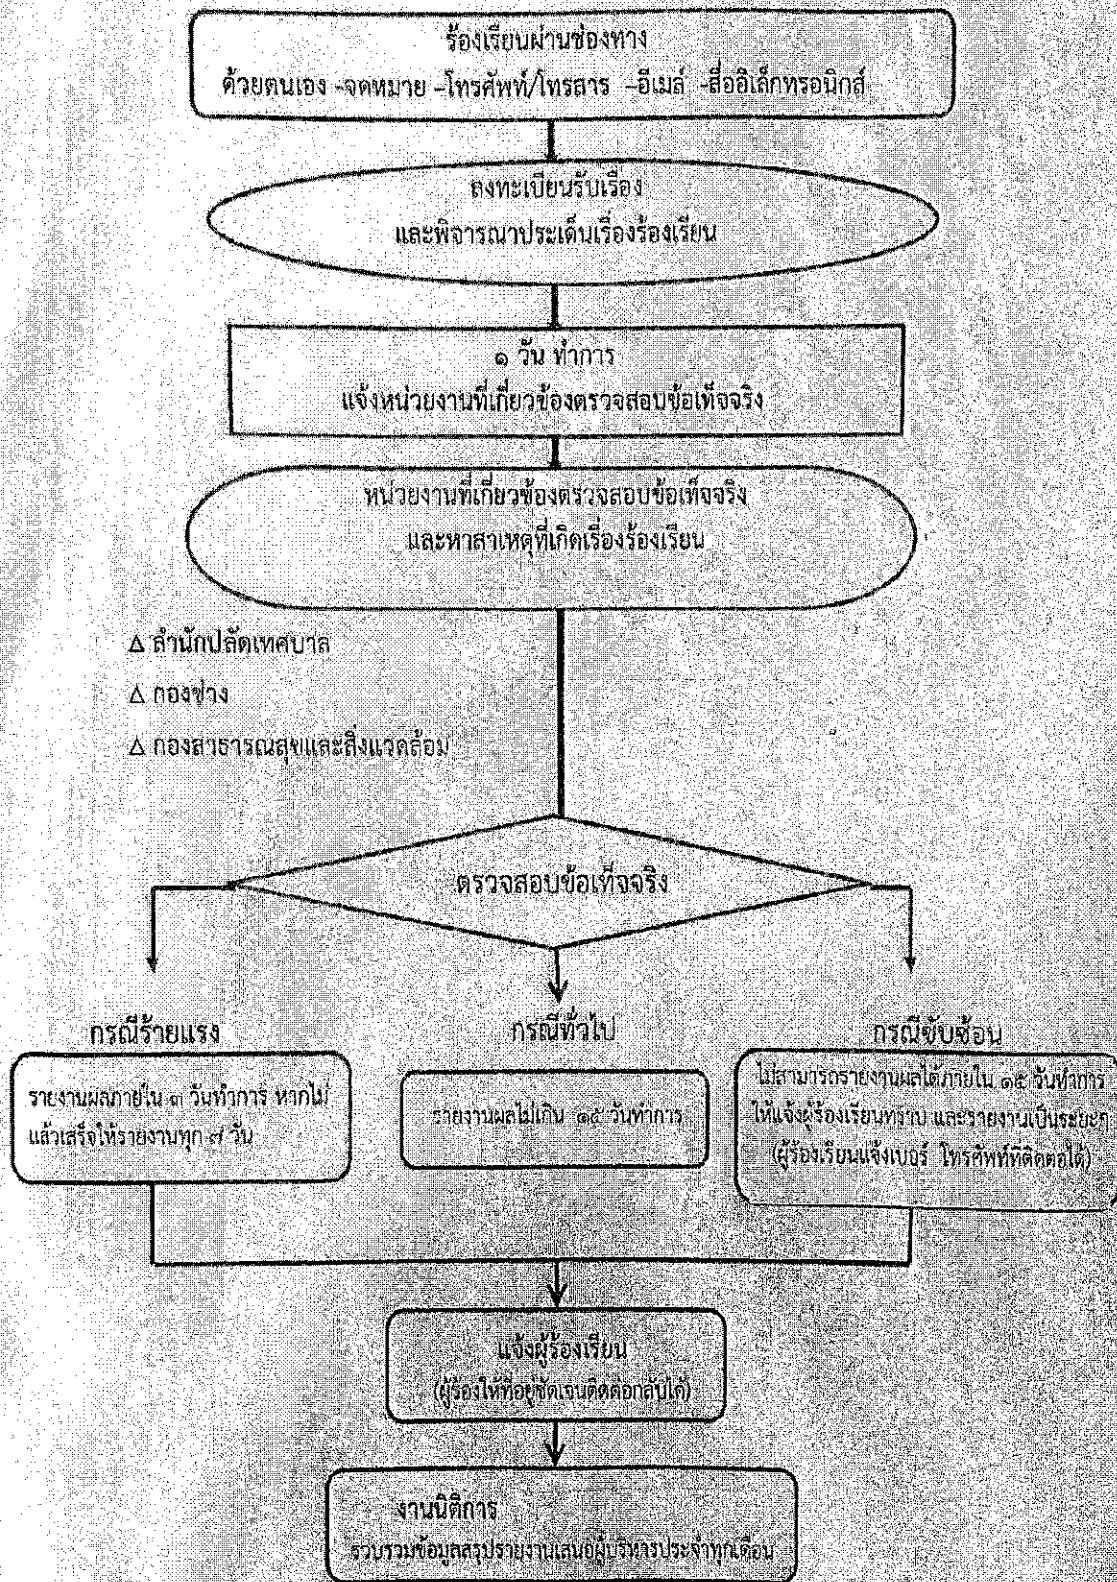 ร้องเรียนผ่านช่องทาง
ด้วยตนเอง -จดหมาย -โทรศัพท์/โทรสาร -อีเมล์ -สื่ออิเล็กทรอนิกส์
ลงทะเบียนรับเรื่อง
และพิจารณาประเด็นเรื่องร้องเรียน
๑ วัน ทำการ
แจ้งหน่วยงานที่เกี่ยวข้องตรวจสอบข้อเท็จจริง
หน่วยงานที่เกี่ยวข้องตรวจสอบข้อเท็จจริง
และหาสาเหตุที่เกิดเรื่องร้องเรียน
Δ สำนักปลัดเทศบาล
Δ กองช่าง
Δ กองสาธารณสุขและสิ่งแวดล้อม
ตรวจสอบข้อเท็จจริง
กรณีร้ายแรง
รายงานผลภายใน ๓ วันทำการ หากไม่
แล้วเสร็จให้รายงานทุก ๗ วัน
กรณีทั่วไป
รายงานผลไม่เกิน ๑๕ วันทำการ
กรณีซับซ้อน
ไม่สามารถรายงานผลได้ภายใน ๑๕ วันทำการ
ให้แจ้งผู้ร้องเรียนทราบ และรายงานเป็นระยะๆ
(ผู้ร้องเรียนแจ้งเบอร์ โทรศัพท์ที่ติดต่อได้)
แจ้งผู้ร้องเรียน
(ผู้ร้องให้ที่อยู่ชัดเจนติดต่อกลับได้)
งานนิติการ
รวบรวมข้อมูลสรุปรายงานเสนอผู้บริหารประจำทุกเดือน